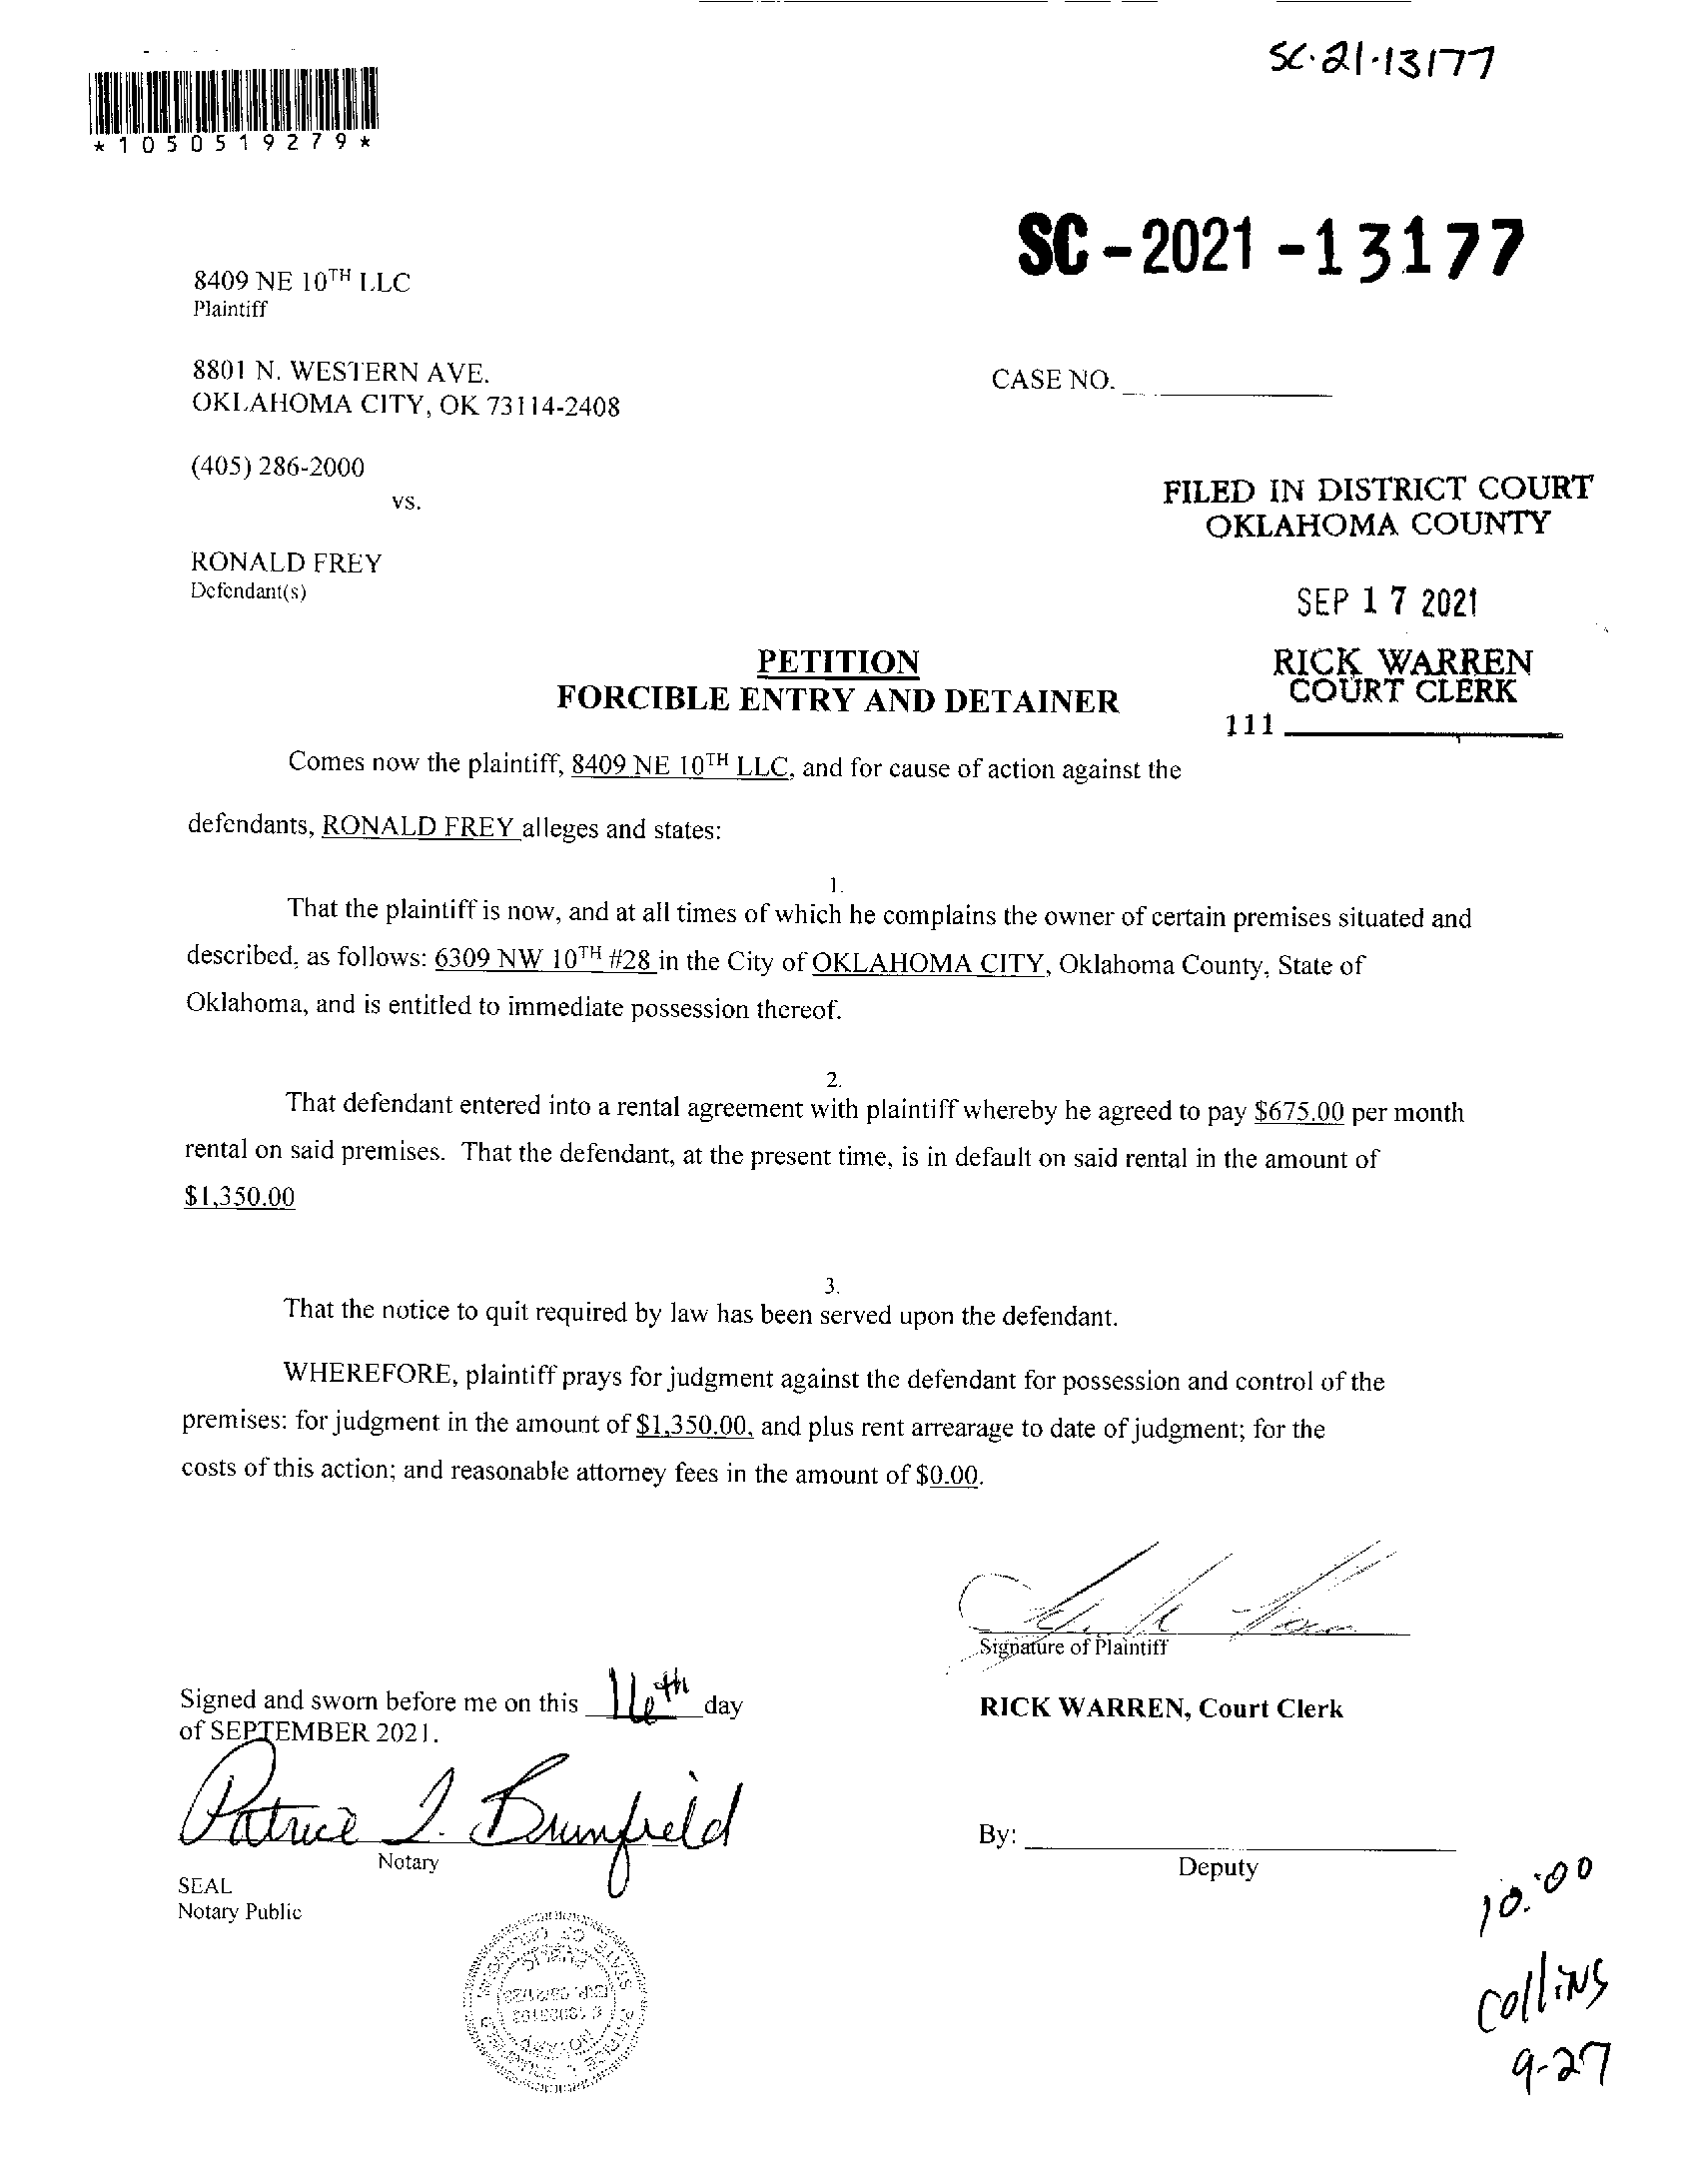 SC-21-13177
*1050519279*
SC-2021-13177
8409 NE 10TH LLC
Plaintiff
8801 N. WESTERN AVE.
OKLAHOMA CITY, OK 73114-2408
CASE NO.
(405) 286-2000
vs.
FILED IN DISTRICT COURT
OKLAHOMA COUNTY
RONALD FREY
Defendant(s)
SEP 17 2021
RICK WARREN
COURT CLERK
111
PETITION
FORCIBLE ENTRY AND DETAINER
Comes now the plaintiff, 8409 NE 10TH LLC, and for cause of action against the
defendants, RONALD FREY alleges and states:
1.
That the plaintiff is now, and at all times of which he complains the owner of certain premises situated and
described, as follows: 6309 NW 10TH #28 in the City of OKLAHOMA CITY, Oklahoma County, State of
Oklahoma, and is entitled to immediate possession thereof.
2.
That defendant entered into a rental agreement with plaintiff whereby he agreed to pay $675.00 per month
rental on said premises. That the defendant, at the present time, is in default on said rental in the amount of
$1,350.00
3.
That the notice to quit required by law has been served upon the defendant.
WHEREFORE, plaintiff prays for judgment against the defendant for possession and control of the
premises: for judgment in the amount of $1,350.00, and plus rent arrearage to date of judgment; for the
costs of this action; and reasonable attorney fees in the amount of $0.00.
Signature of Plaintiff
Signed and sworn before me on this 16th day
of SEPTEMBER 2021.
RICK WARREN, Court Clerk
Patrice L. Brumfield
Notary
SEAL
Notary Public
By:
Deputy
STATE OF OKLAHOMA
PUBLIC
NOTARY
10:00
Collins
9-27